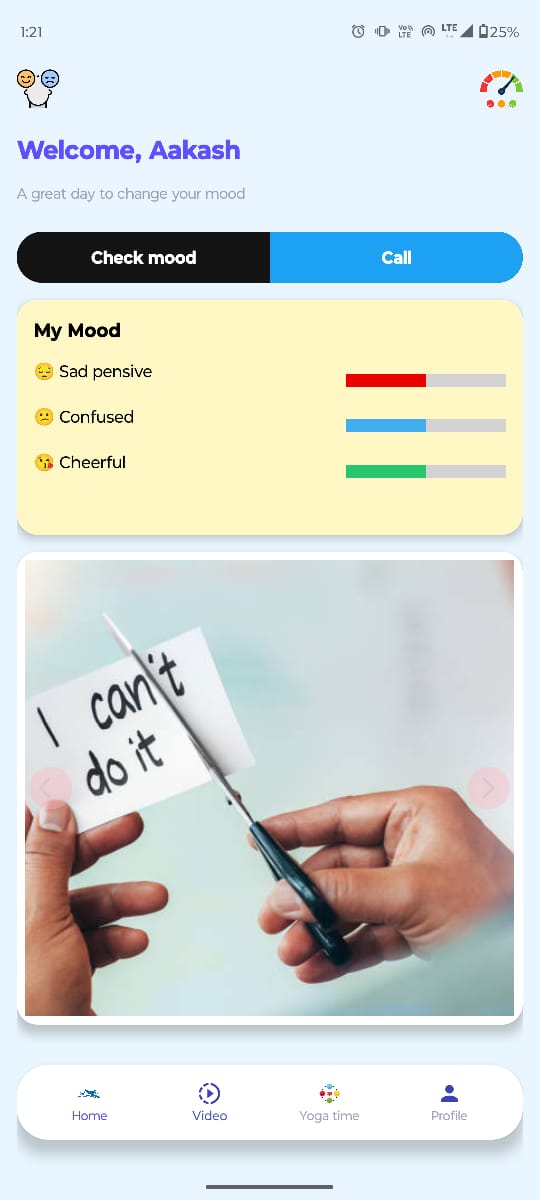 1:21
Vo))
LTE
LTE
25%
Welcome, Aakash
A great day to change your mood
Check mood
Call
My Mood
😔 Sad pensive
😕 Confused
😘 Cheerful
I can't
do it
Home
Video
Yoga time
Profile